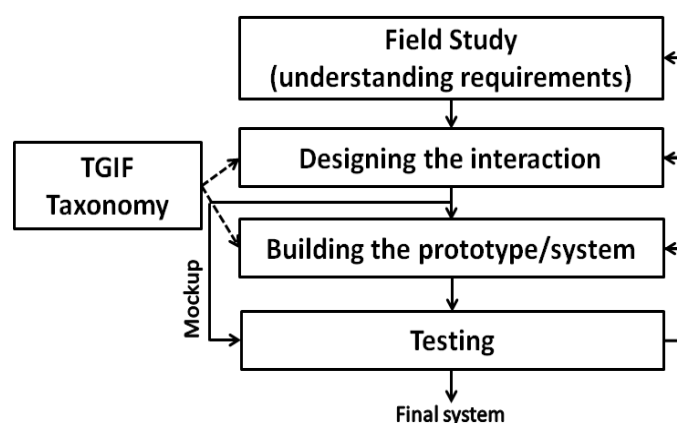 Field Study
(understanding requirements)
TGIF
Taxonomy
Designing the interaction
Building the prototype/system
Mockup
Testing
Final system